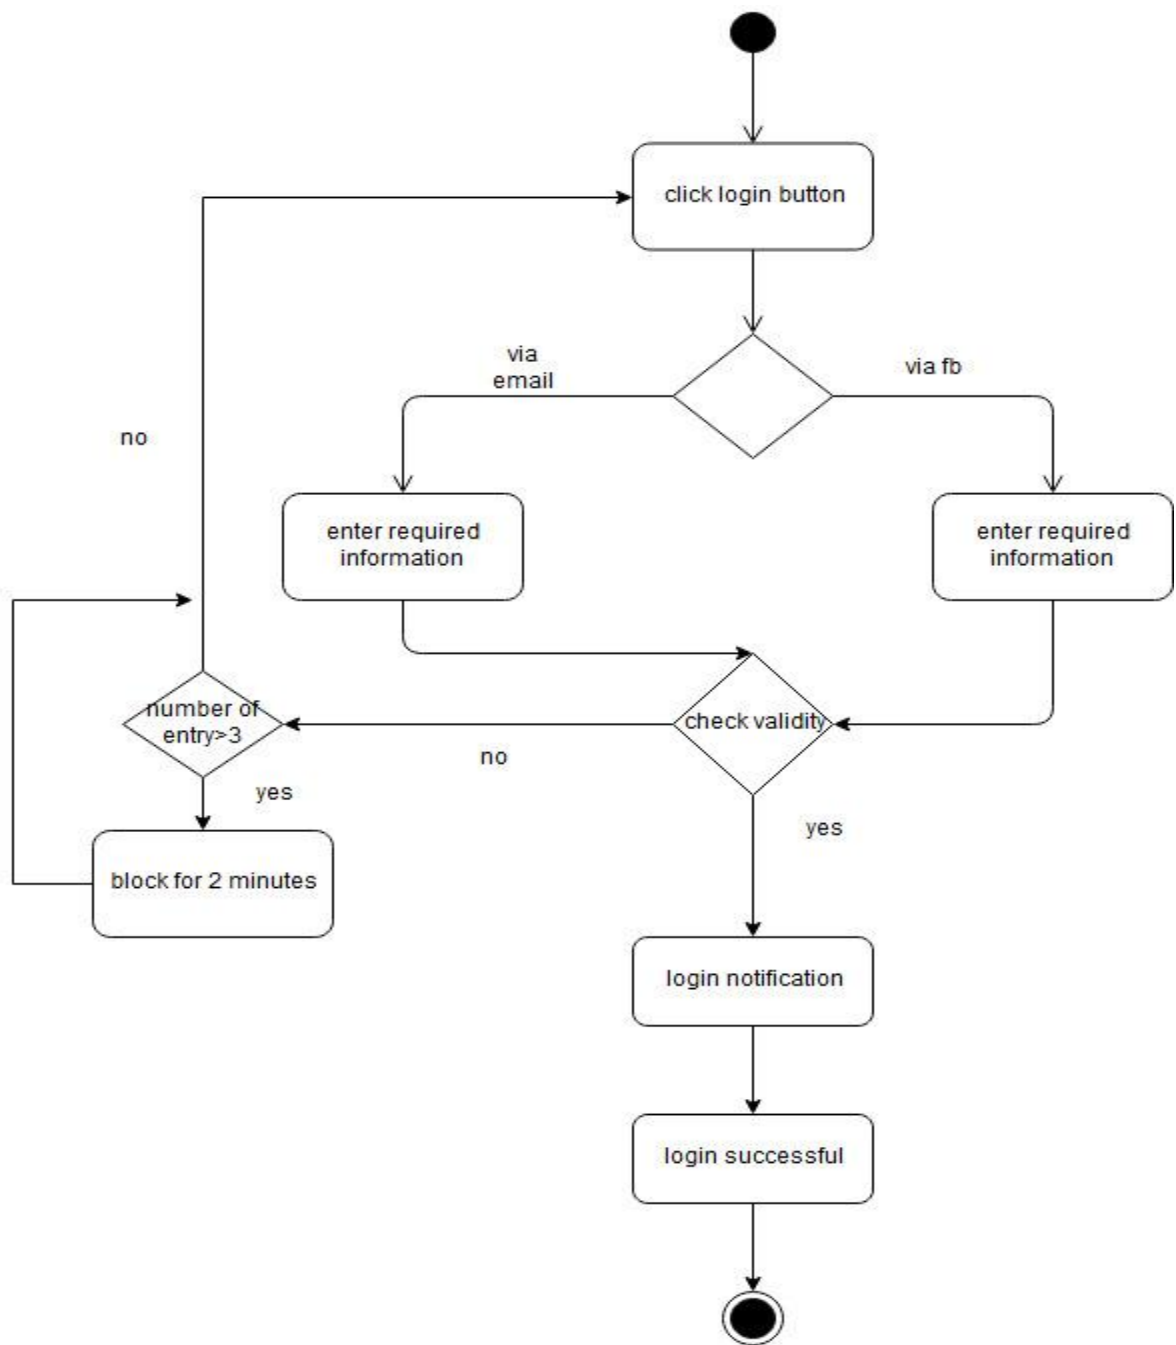 click login button
via
email
via fb
no
enter required
information
enter required
information
number of
entry>3
check validity
no
yes
yes
block for 2 minutes
login notification
login successful